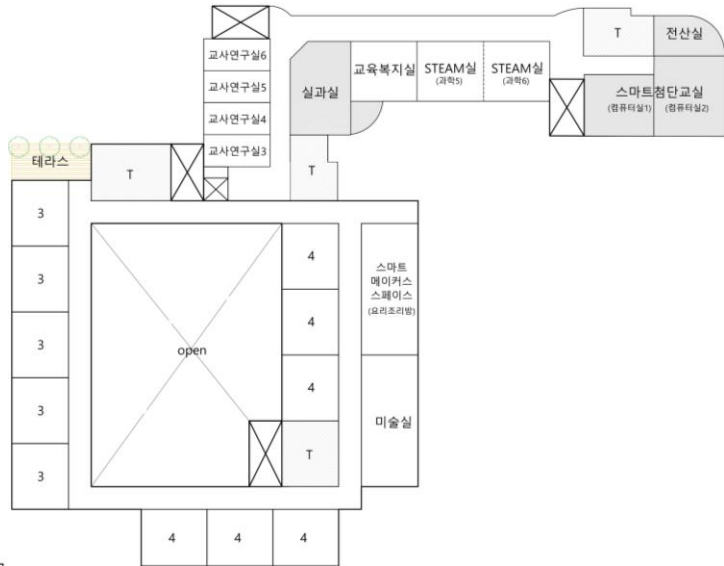 T
전산실
교사연구실6
교육복지실
STEAM실
(과학5)
STEAM실
(과학6)
교사연구실5
실과실
스마트첨단교실
(컴퓨터실1)
(컴퓨터실2)
교사연구실4
교사연구실3
테라스
T
T
3
3
3
3
3
open
4
4
4
T
스마트
메이커스
스페이스
(요리조리방)
미술실
4
4
4